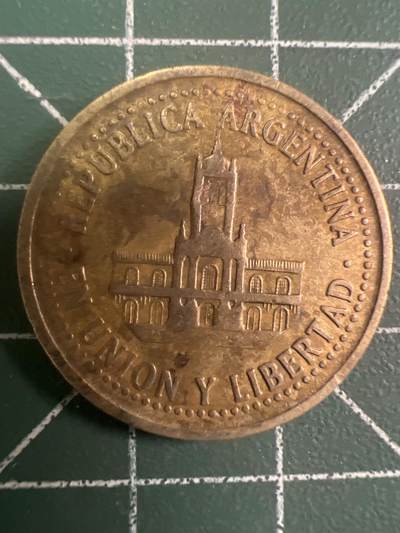 REPUBLICA ARGENTINA
EN UNION Y LIBERTAD